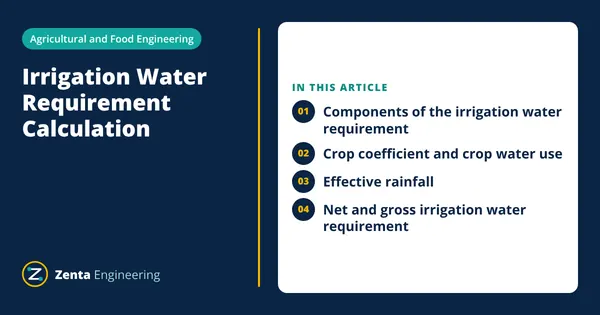 Agricultural and Food Engineering
Irrigation Water
Requirement
Calculation
Zenta Engineering
IN THIS ARTICLE
01 Components of the irrigation water
requirement
02 Crop coefficient and crop water use
03 Effective rainfall
04 Net and gross irrigation water
requirement